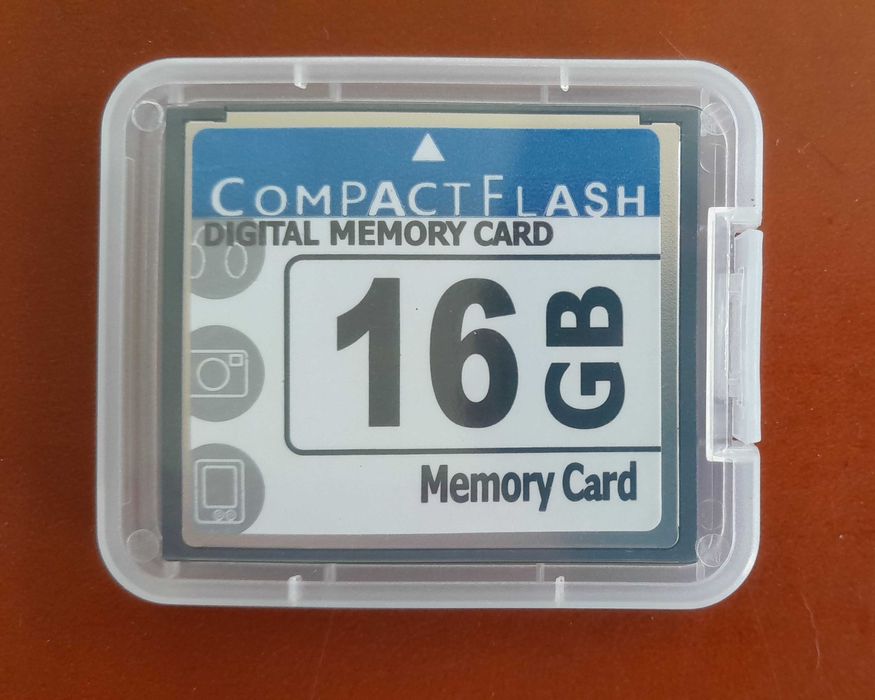 COMPACTFLASH
DIGITAL MEMORY CARD
16 GB
Memory Card